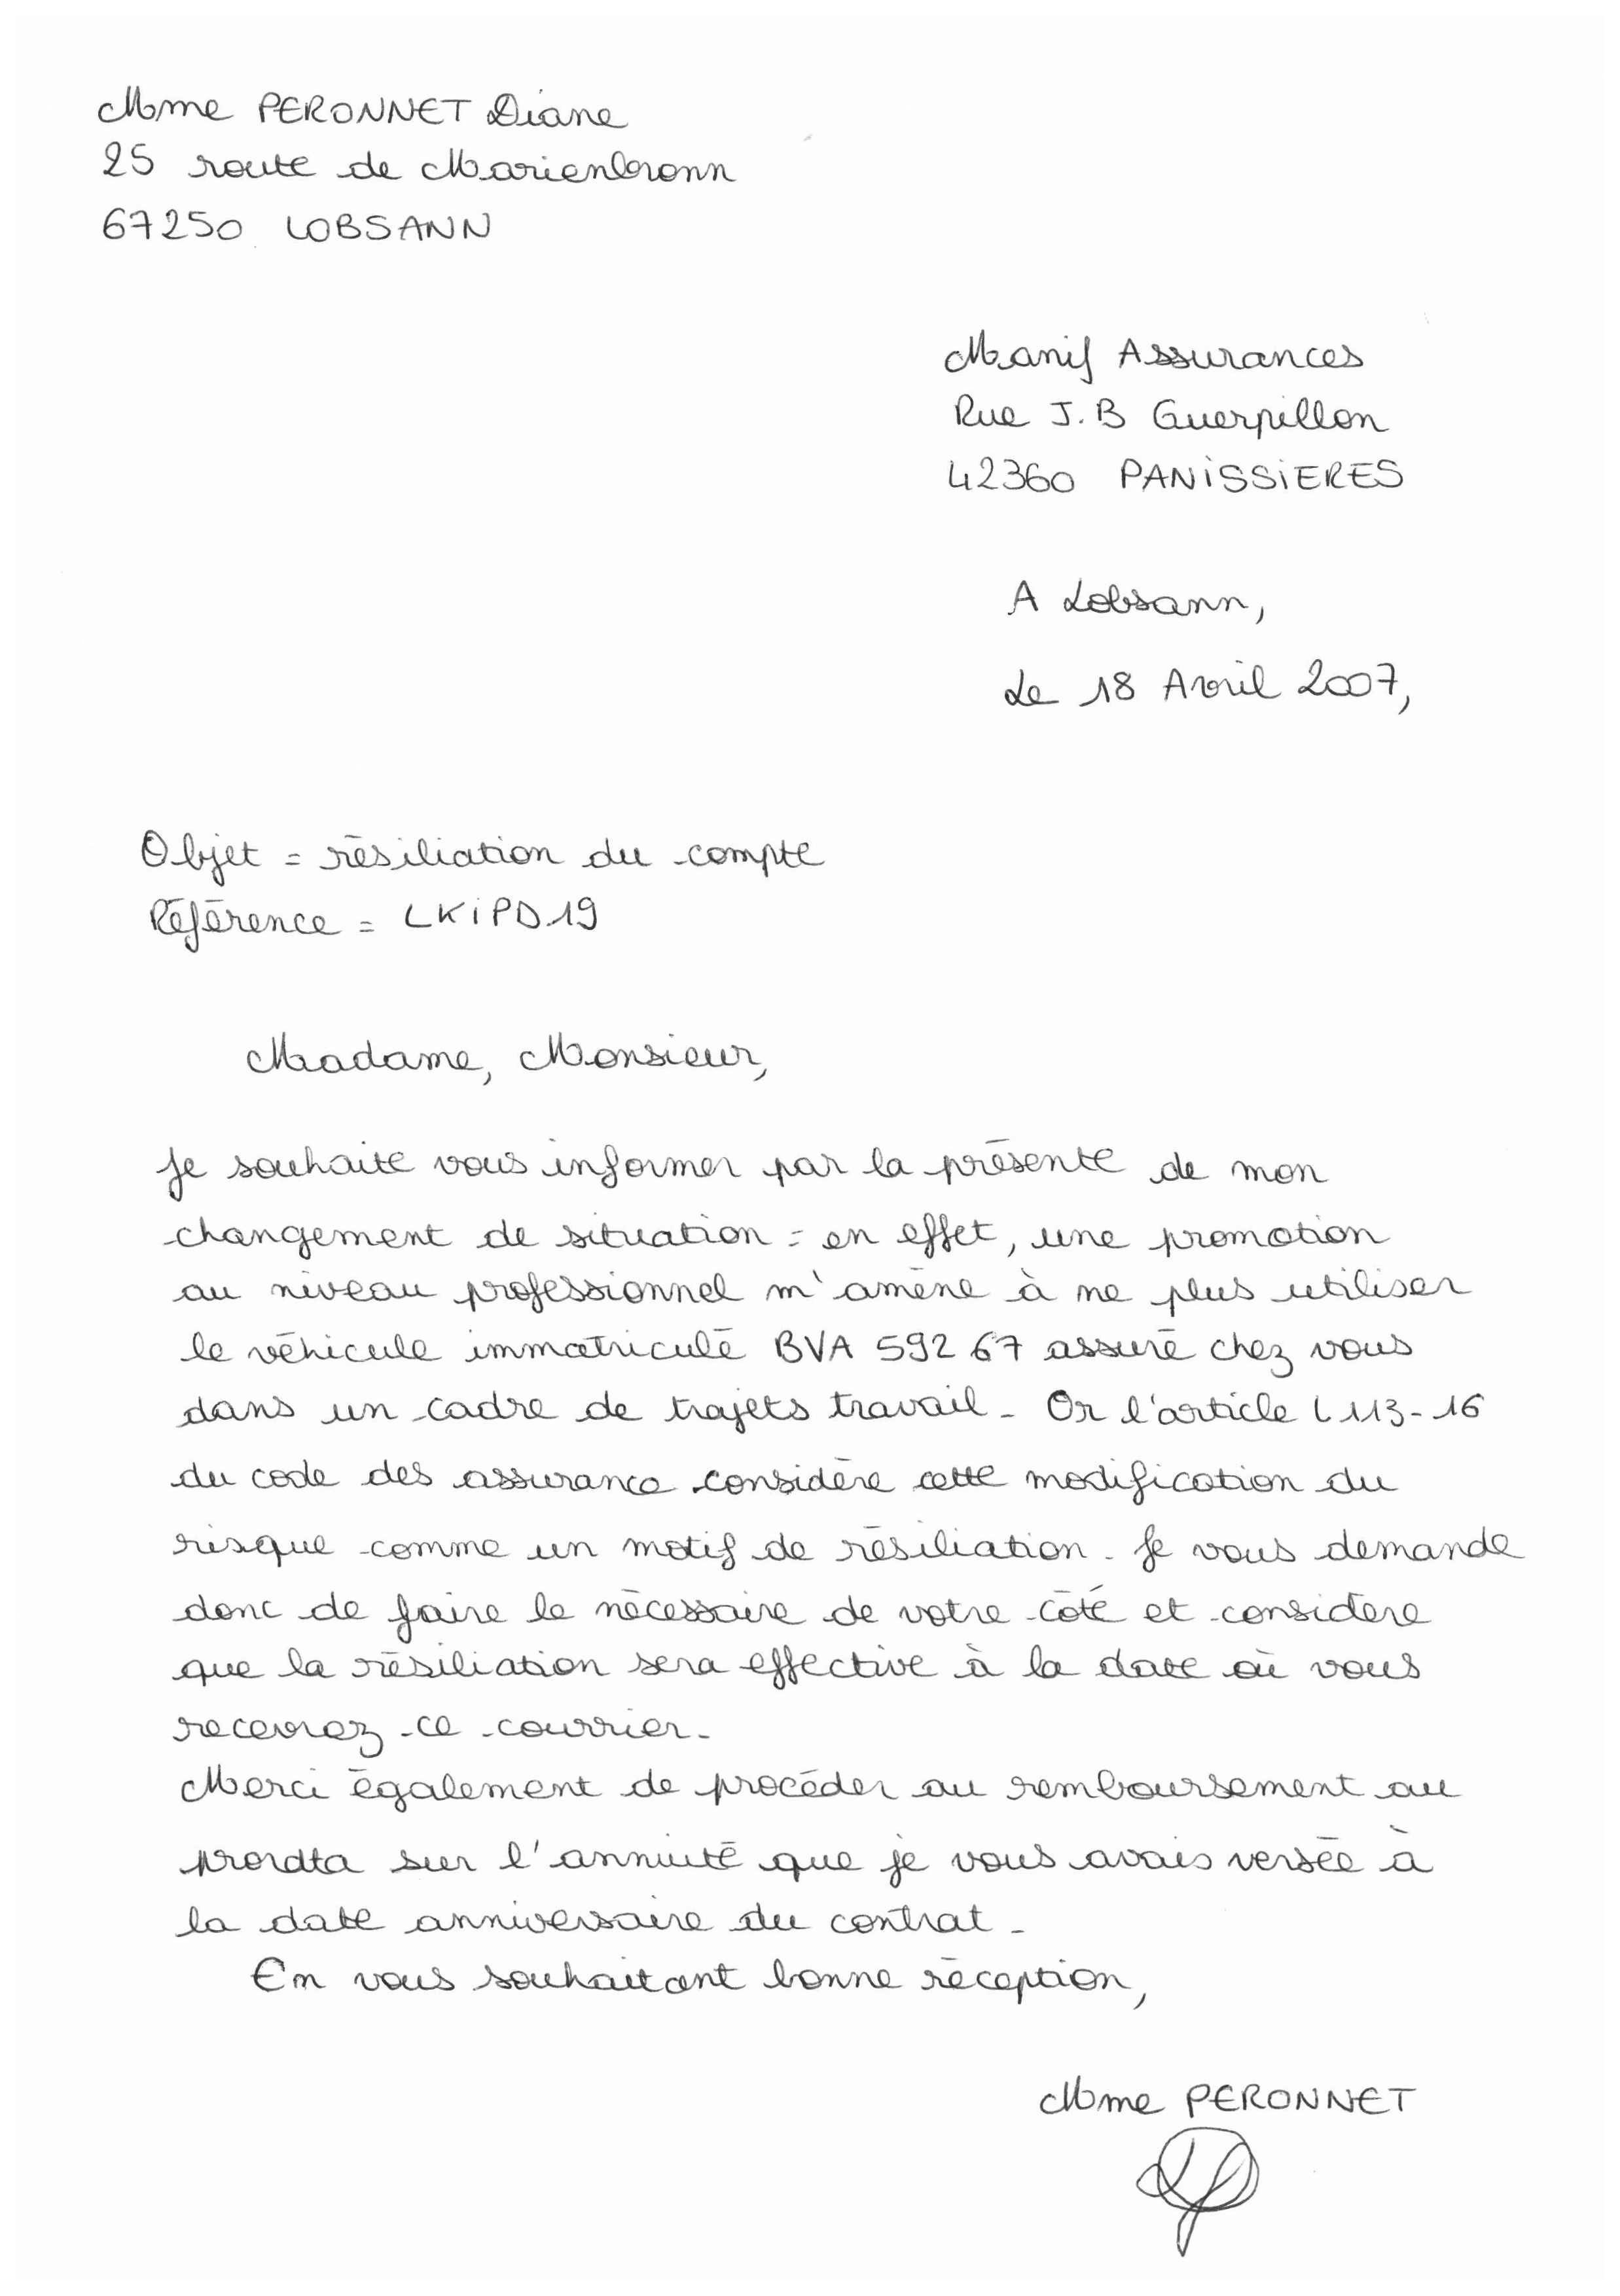 Mme PERONNET Diane
25 route de Marienbronn
67250 LOBSANN
Manif Assurances
Rue J.B Guerpillon
42360 PANISSIERES
A Lobsann,
Le 18 Avril 2007,
Objet = résiliation du compte
Référence = LKIPD19
Madame, Monsieur,
Je souhaite vous informer par la présente de mon
changement de situation = en effet, une promotion
au niveau professionnel m'amène à ne plus utiliser
le véhicule immatriculé BVA 592 67 assuré chez vous
dans un cadre de trajets travail. Or l'article L113-16
du code des assurance considère cette modification du
risque comme un motif de résiliation. Je vous demande
donc de faire le nécessaire de votre côté et considère
que la résiliation sera effective à la date où vous
recevrez ce courrier.
Merci également de procéder au remboursement au
prordta sur l'annuité que je vous avais versée à
la date anniversaire du contrat.
En vous souhaitant bonne réception,
Mme PERONNET